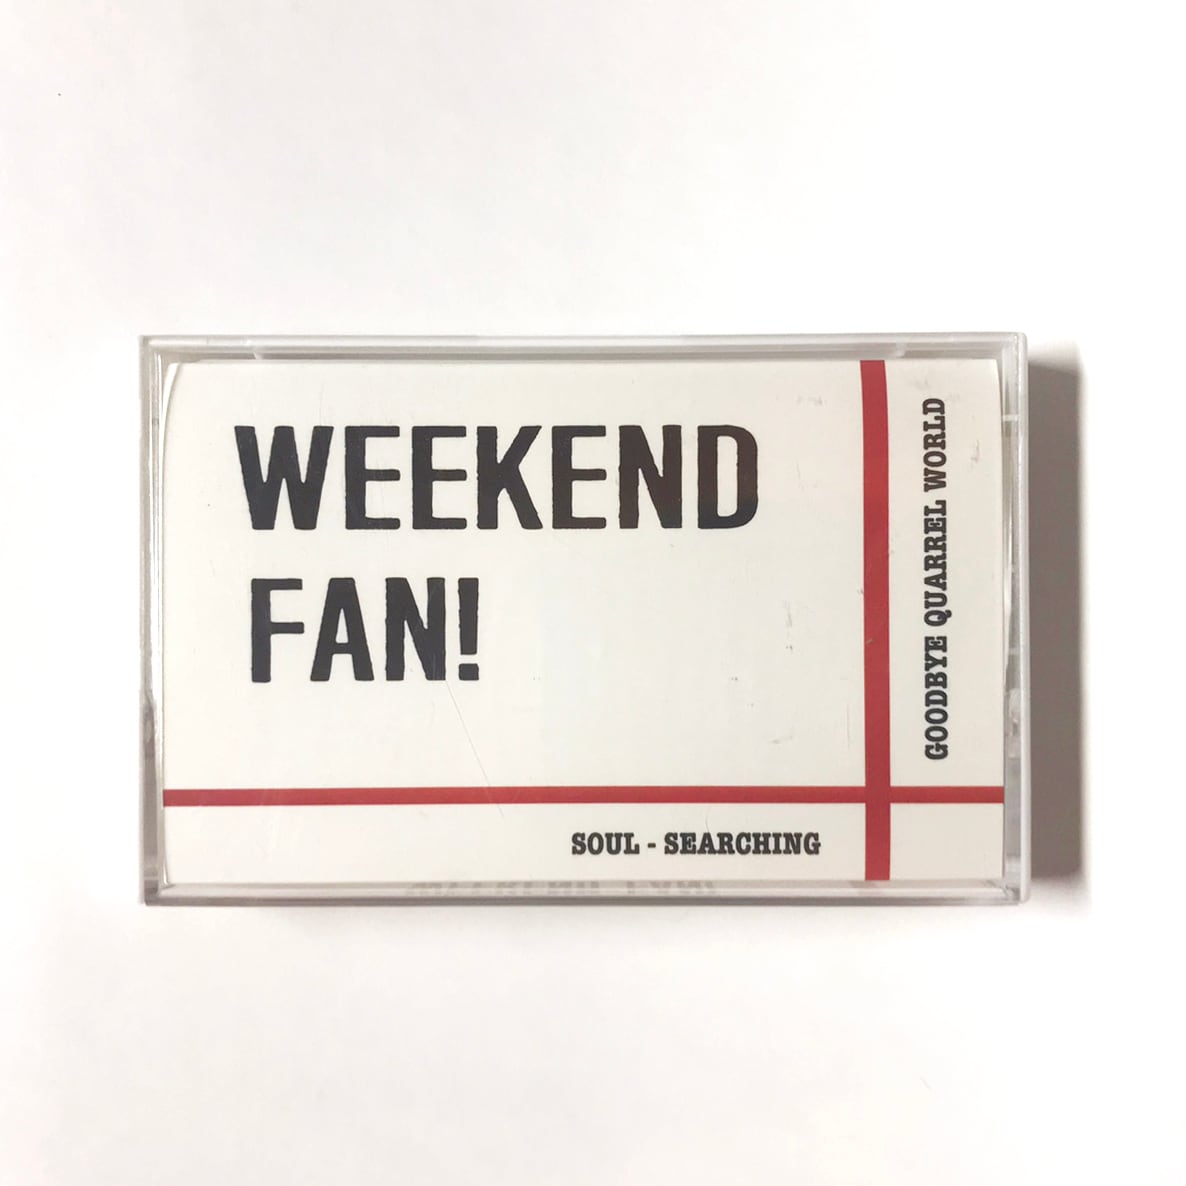 WEEKEND
FAN!
GOODBYE QUARREL WORLD
SOUL - SEARCHING